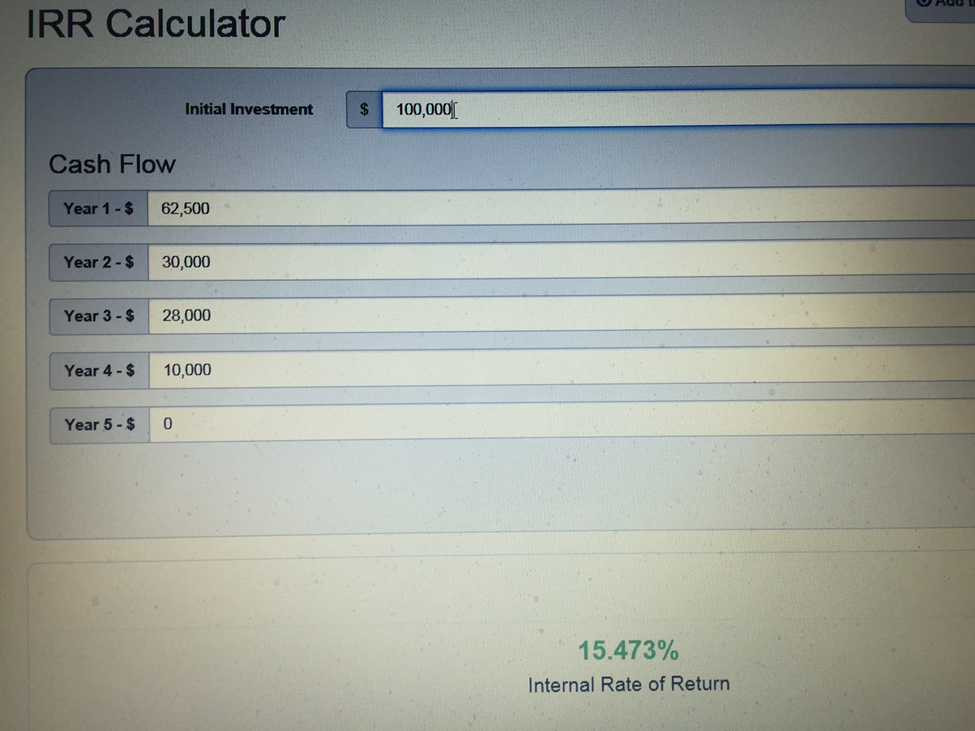 IRR Calculator
Initial Investment $ 100,000
Cash Flow
Year 1 - $ 62,500
Year 2 - $ 30,000
Year 3 - $ 28,000
Year 4 - $ 10,000
Year 5 - $ 0
15.473%
Internal Rate of Return